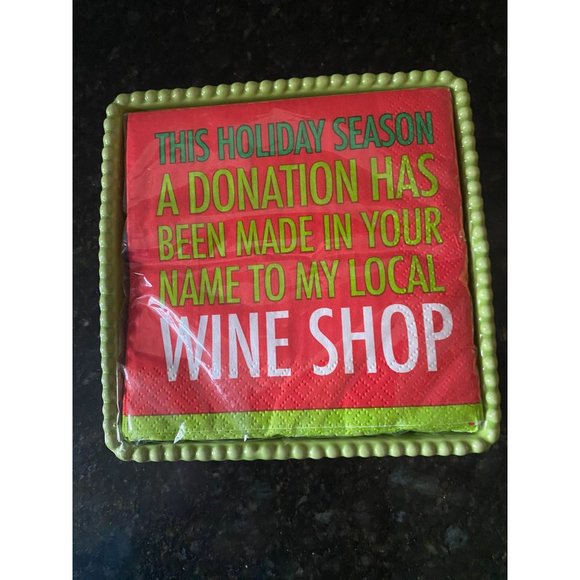 THIS HOLIDAY SEASON
A DONATION HAS
BEEN MADE IN YOUR
NAME TO MY LOCAL
WINE SHOP